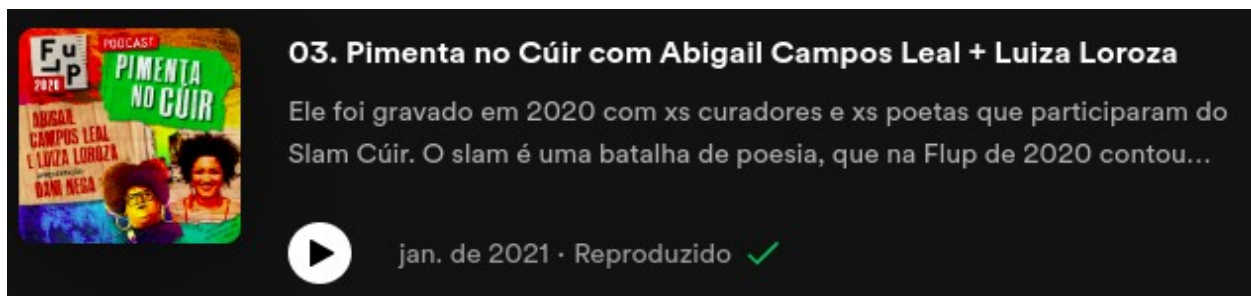 FuP
2020
PODCAST
PIMENTA
NO CÚIR
ABIGAIL
CAMPOS LEAL
E LUIZA LOROZA
APRESENTAÇÃO
DANI NEGA
03. Pimenta no Cúir com Abigail Campos Leal + Luiza Loroza
Ele foi gravado em 2020 com xs curadores e xs poetas que participaram do
Slam Cúir. O slam é uma batalha de poesia, que na Flup de 2020 contou...
jan. de 2021 · Reproduzido